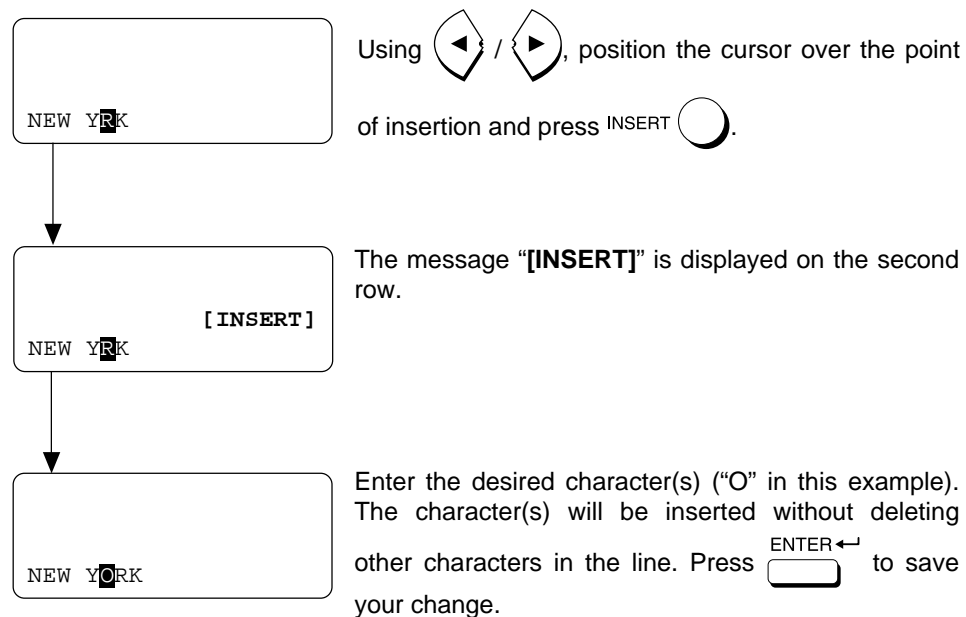 Using ◄ / ►, position the cursor over the point
NEW YRK
of insertion and press INSERT .
The message “[INSERT]” is displayed on the second
row.
[INSERT]
NEW YRK
Enter the desired character(s) (“O” in this example).
The character(s) will be inserted without deleting
other characters in the line. Press ENTER↵ to save
NEW YORK
your change.